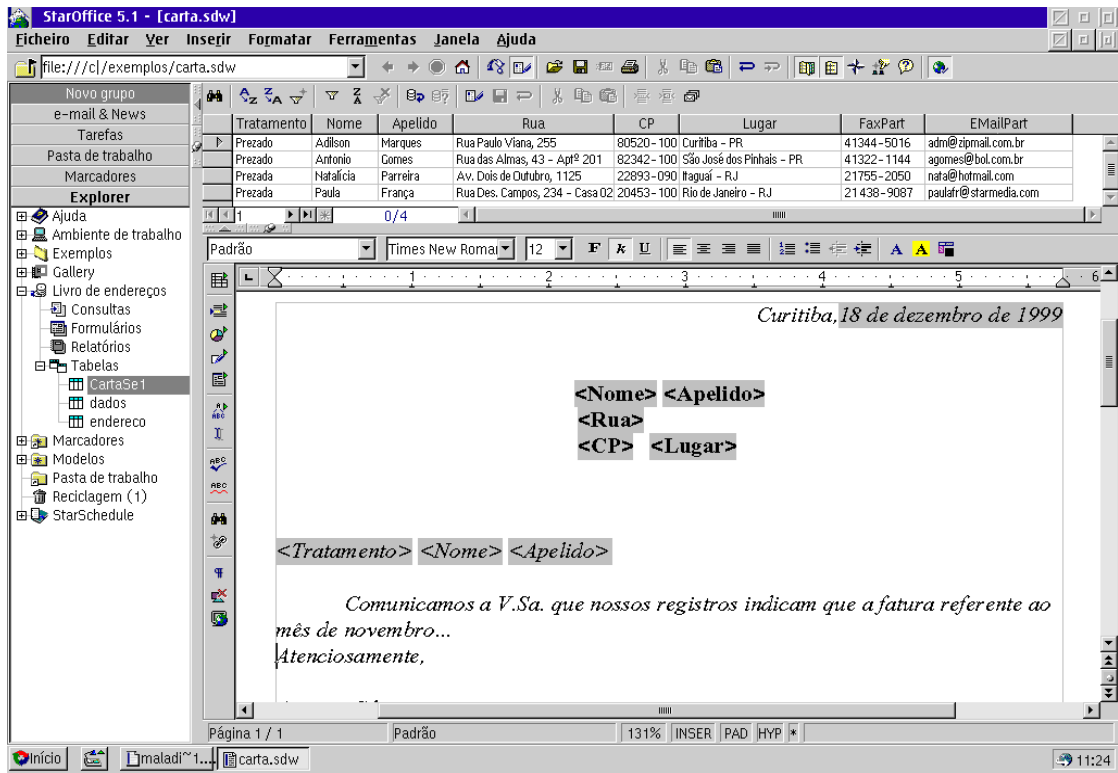 StarOffice 5.1 - [carta.sdw]
Ficheiro Editar Ver Inserir Formatar Ferramentas Janela Ajuda
file:///c|/exemplos/carta.sdw
Novo grupo
e-mail & News
Tarefas
Pasta de trabalho
Marcadores
Explorer
Ajuda
Ambiente de trabalho
Exemplos
Gallery
Livro de endereços
Consultas
Formulários
Relatórios
Tabelas
CartaSe1
dados
endereco
Marcadores
Modelos
Pasta de trabalho
Reciclagem (1)
StarSchedule
Tratamento Nome Apelido Rua CP Lugar FaxPart EMailPart
Prezado Adilson Marques Rua Paulo Viana, 255 80520-100 Curitiba - PR 41344-5016 adm@zipmail.com.br
Prezado Antonio Gomes Rua das Almas, 43 - Aptº 201 82342-100 São José dos Pinhais - PR 41322-1144 agomes@bol.com.br
Prezada Natalícia Parreira Av. Dois de Outubro, 1125 22893-090 Itaguaí - RJ 21755-2050 nata@hotmail.com
Prezada Paula França Rua Des. Campos, 234 - Casa 02 20453-100 Rio de Janeiro - RJ 21438-9087 paulafr@starmedia.com
1 0/4
Padrão Times New Roma 12 F K U
1 2 3 4 5 6
Curitiba, 18 de dezembro de 1999
<Nome> <Apelido>
<Rua>
<CP> <Lugar>
<Tratamento> <Nome> <Apelido>
Comunicamos a V.Sa. que nossos registros indicam que a fatura referente ao
mês de novembro...
Atenciosamente,
Página 1 / 1 Padrão 131% INSER PAD HYP *
Início maladi~1... carta.sdw 11:24